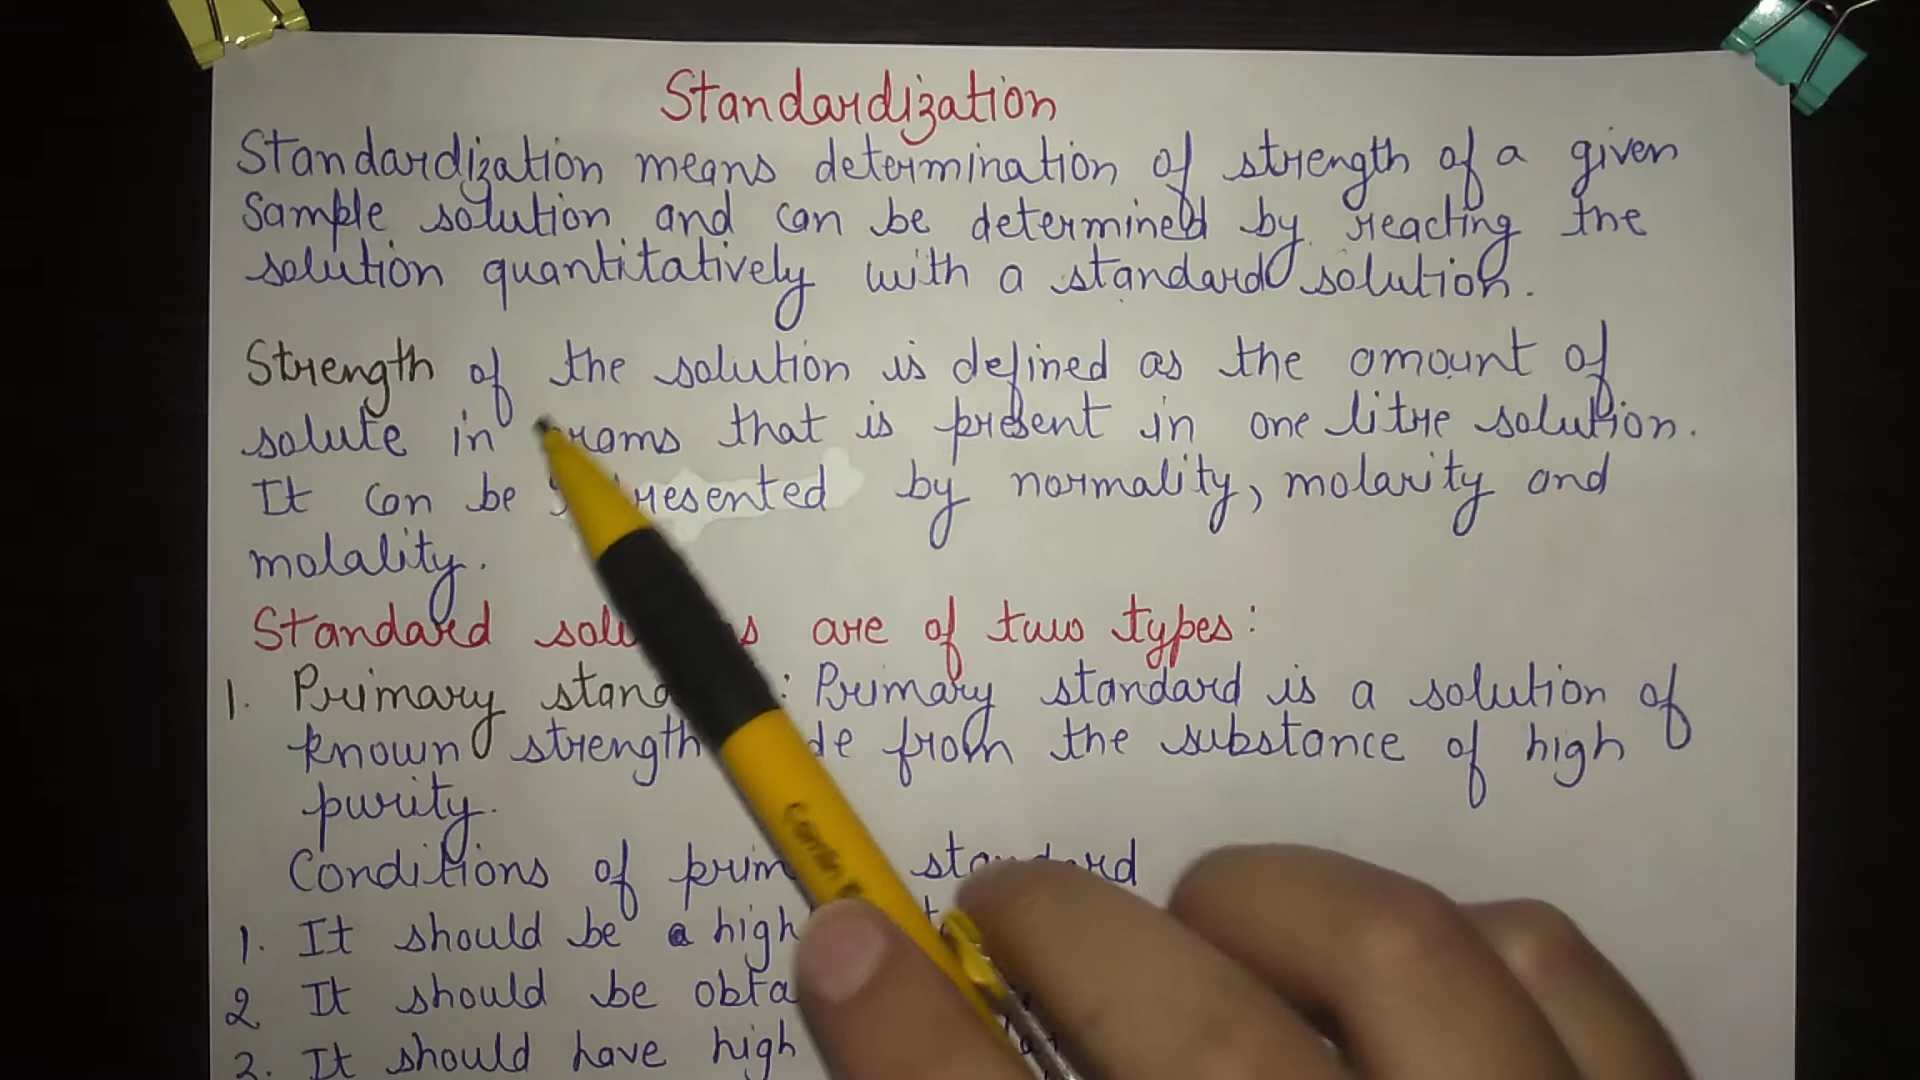 Standardization
Standardization means determination of strength of a given
Sample solution and can be determined by reacting the
solution quantitatively with a standard solution.
Strength of the solution is defined as the amount of
solute in grams that is present in one litre solution.
It can be by normality, molarity and
molality.
Standard are of two types:
1. Primary : Primary standard is a solution of
known strength from the substance of high
purity.
Conditions of standard
1. It should be a high
2 It should be
3. It should have high